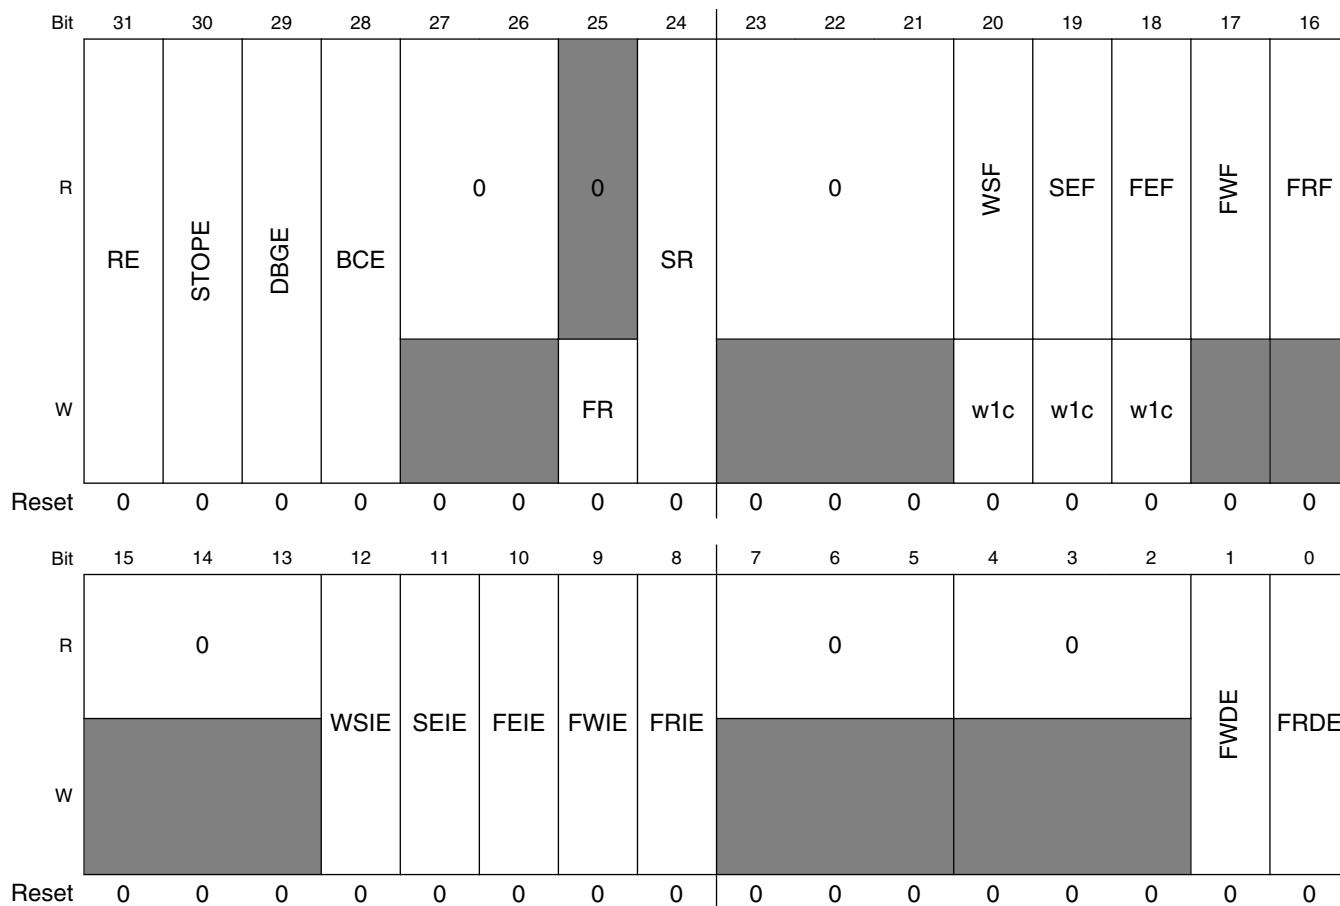 Bit 31 30 29 28 27 26 25 24 23 22 21 20 19 18 17 16
R RE STOPE DBGE BCE 0 0 SR 0 WSF SEF FEF FWF FRF
W FR w1c w1c w1c
Reset 0 0 0 0 0 0 0 0 0 0 0 0 0 0 0 0
Bit 15 14 13 12 11 10 9 8 7 6 5 4 3 2 1 0
R 0 0 0
WSIE SEIE FEIE FWIE FRIE FWDE FRDE
W
Reset 0 0 0 0 0 0 0 0 0 0 0 0 0 0 0 0